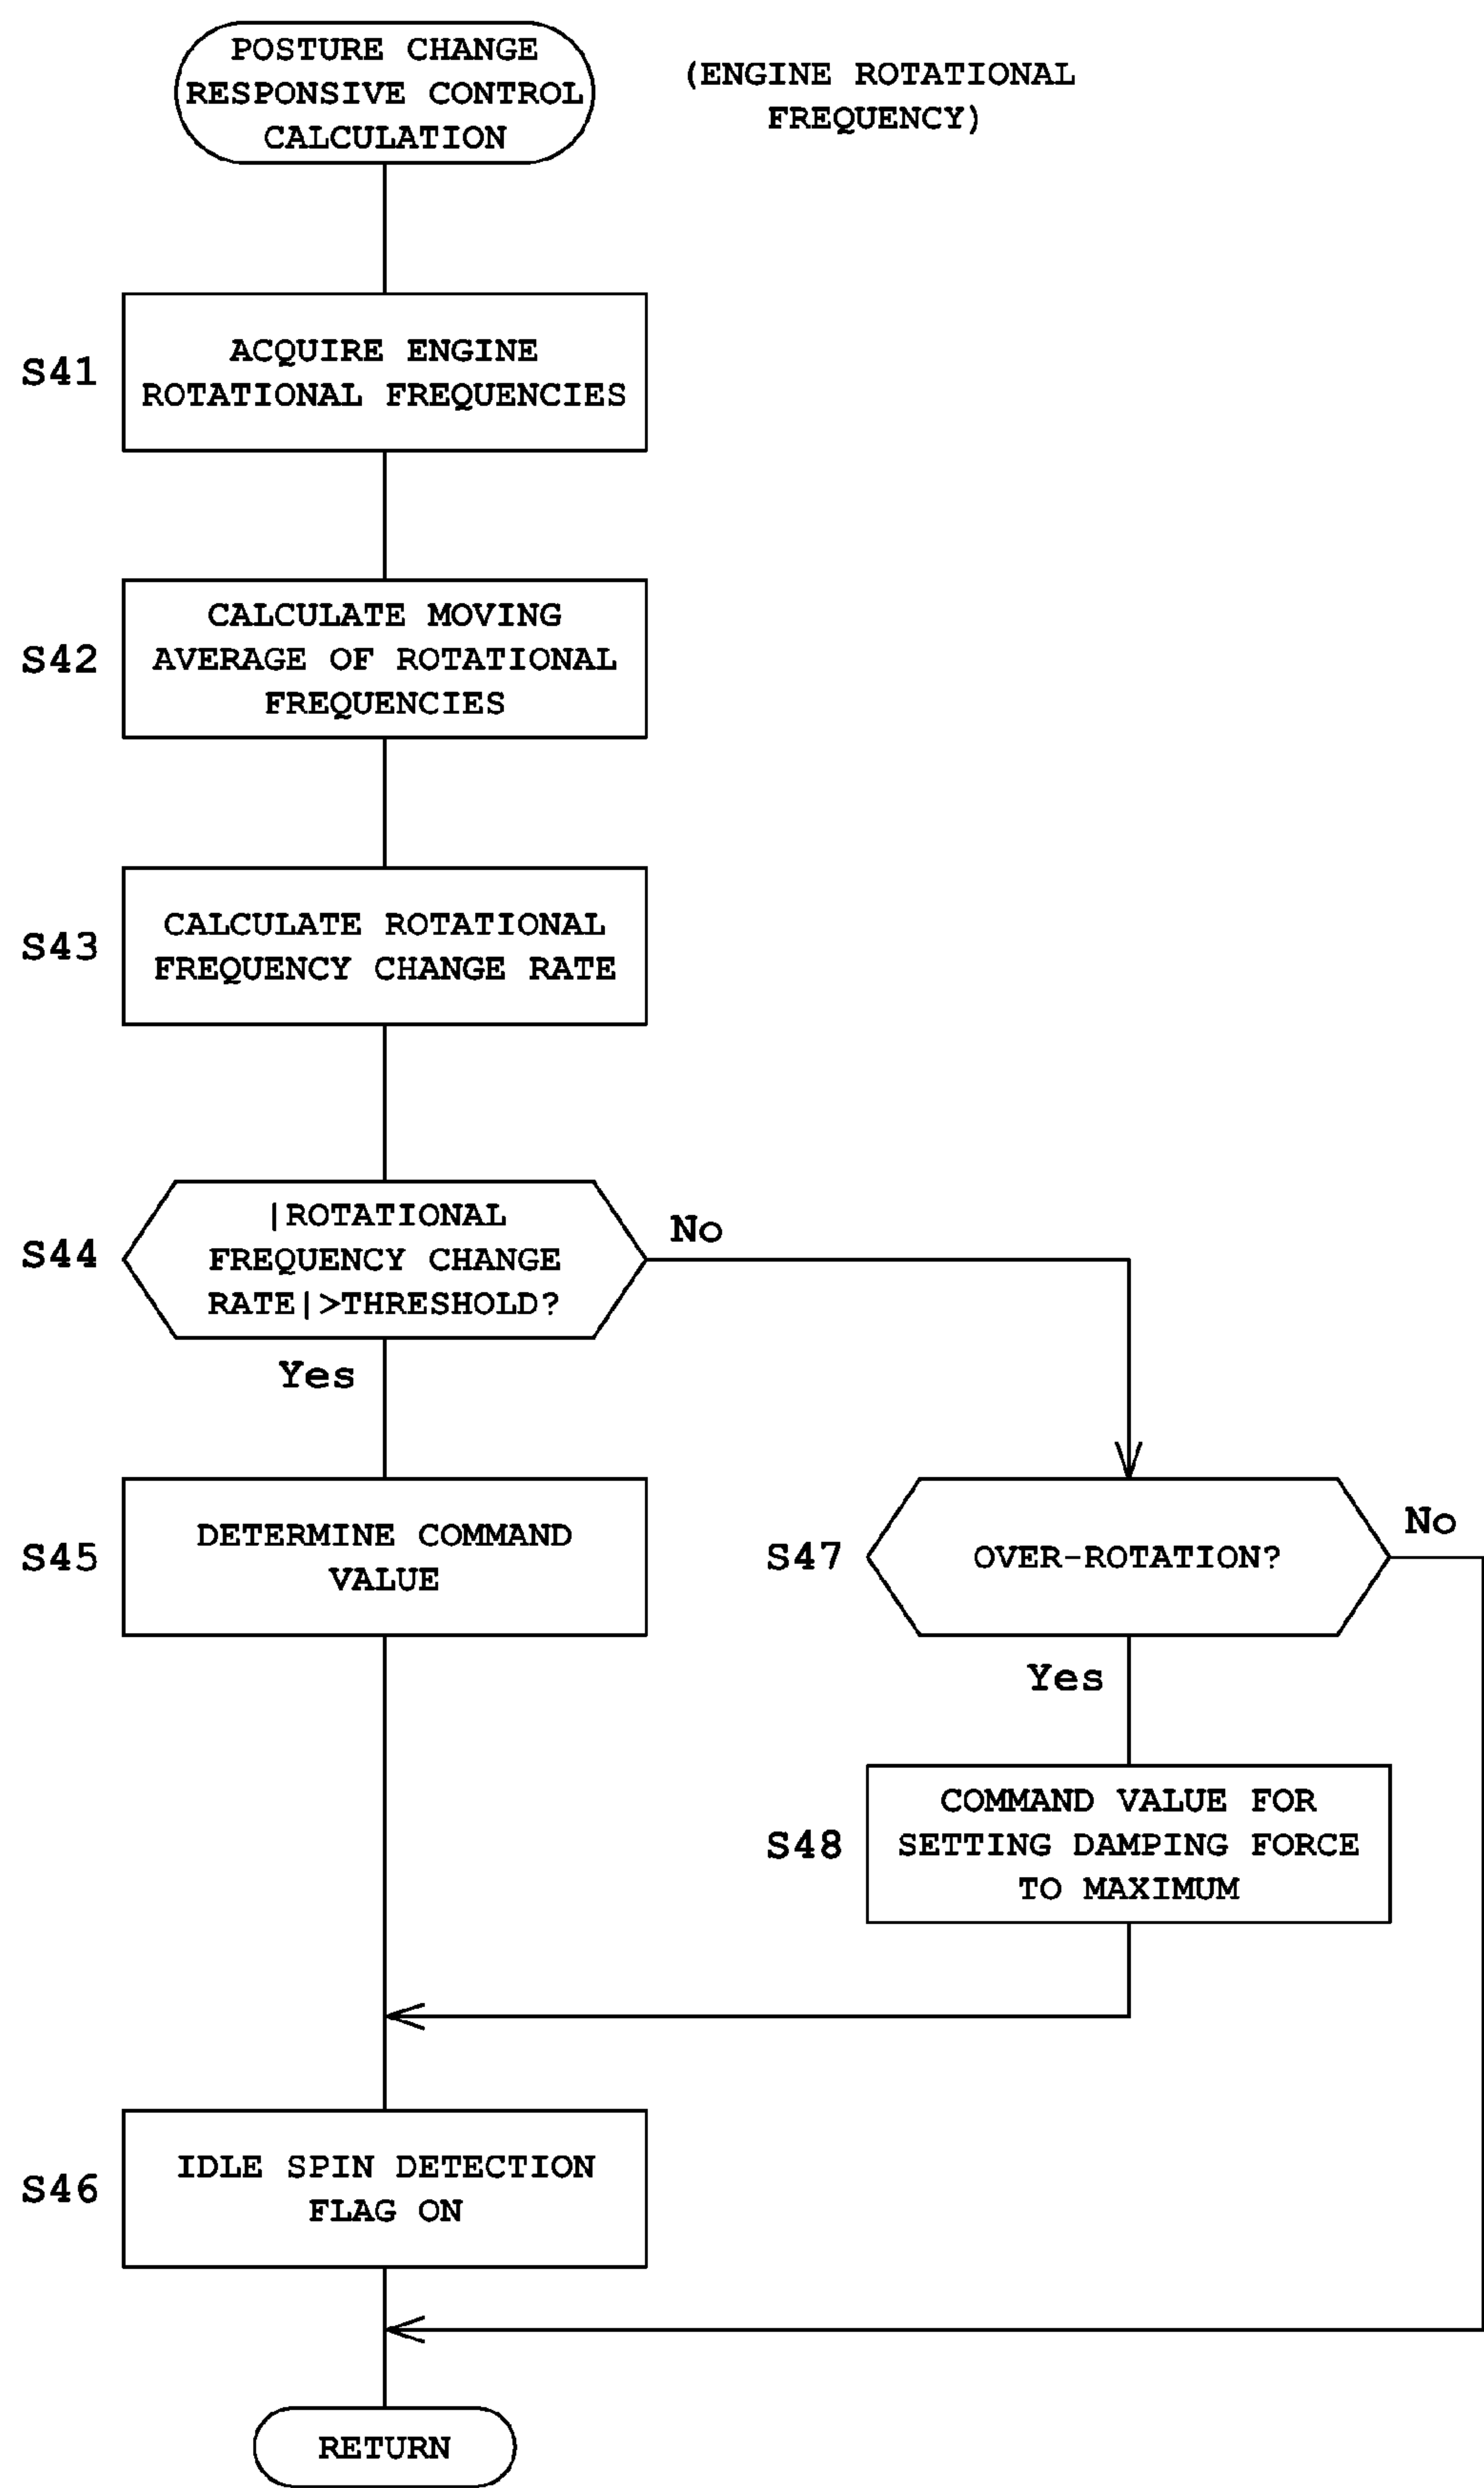 POSTURE CHANGE
RESPONSIVE CONTROL
CALCULATION
(ENGINE ROTATIONAL
FREQUENCY)
S41
ACQUIRE ENGINE
ROTATIONAL FREQUENCIES
S42
CALCULATE MOVING
AVERAGE OF ROTATIONAL
FREQUENCIES
S43
CALCULATE ROTATIONAL
FREQUENCY CHANGE RATE
S44
|ROTATIONAL
FREQUENCY CHANGE
RATE|>THRESHOLD?
No
Yes
S45
DETERMINE COMMAND
VALUE
S47
OVER-ROTATION?
No
Yes
S48
COMMAND VALUE FOR
SETTING DAMPING FORCE
TO MAXIMUM
S46
IDLE SPIN DETECTION
FLAG ON
RETURN